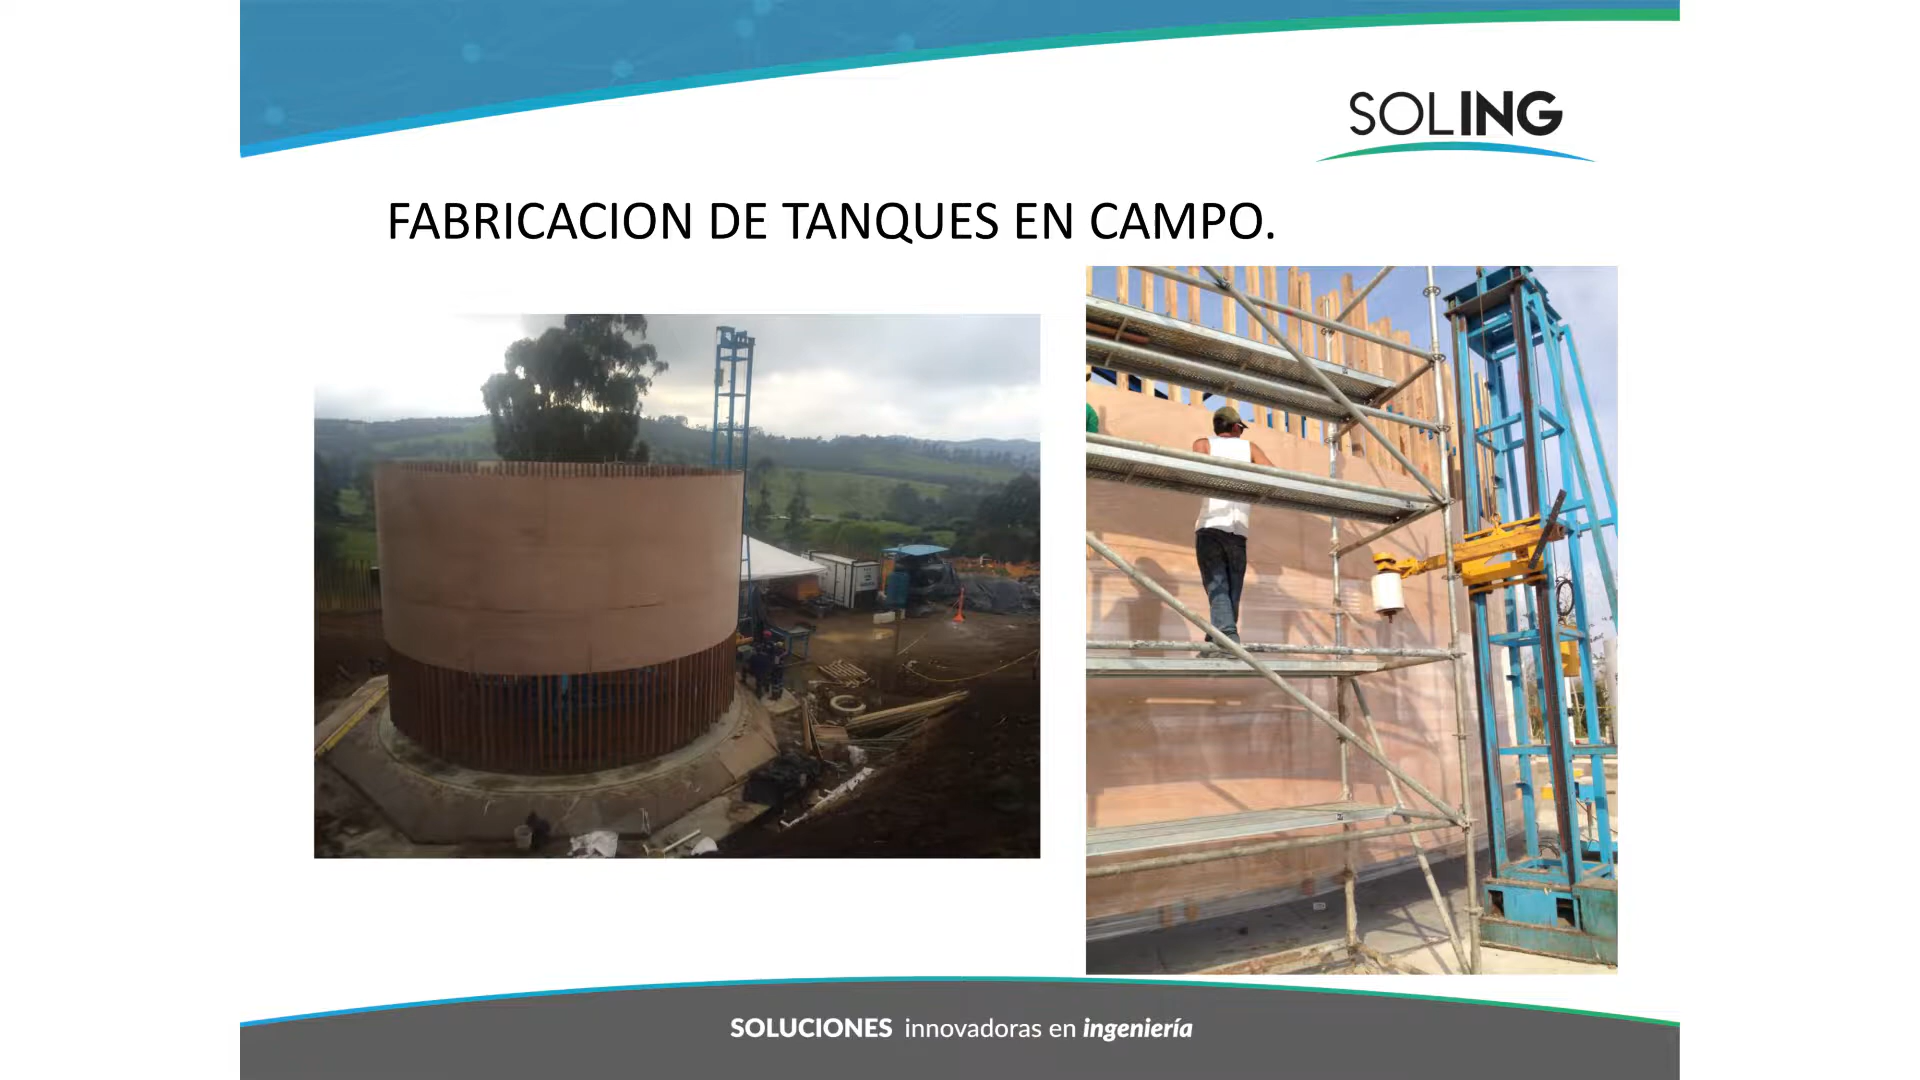 SOLING
FABRICACION DE TANQUES EN CAMPO.
SOLUCIONES innovadoras en ingeniería